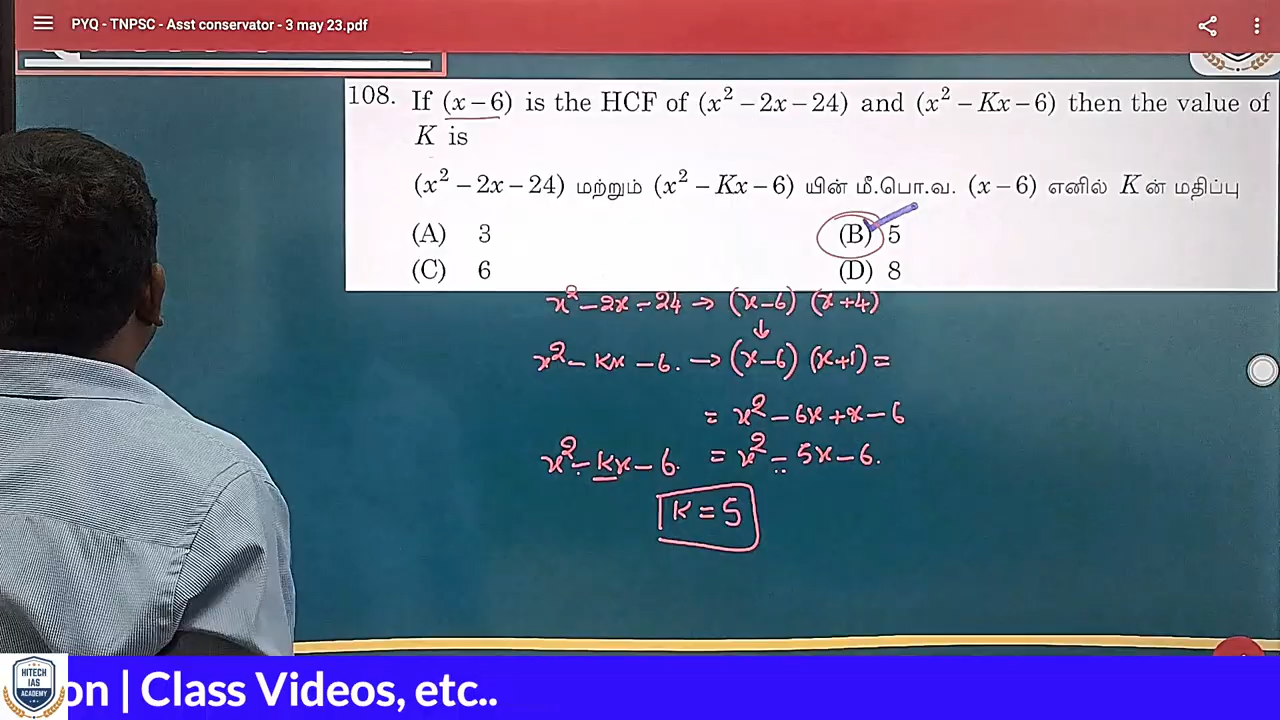 PYQ - TNPSC - Asst conservator - 3 may 23.pdf
108. If (x – 6) is the HCF of (x² – 2x – 24) and (x² – Kx – 6) then the value of
K is
(x² – 2x – 24) மற்றும் (x² – Kx – 6) யின் மீ.பொ.வ. (x – 6) எனில் K ன் மதிப்பு
(A) 3 (B) 5
(C) 6 (D) 8
x² – 2x – 24 → (x–6) (x+4)
↓
x² – kx – 6. → (x–6) (x+1) =
= x² – 6x + x – 6
x² – kx – 6. = x² – 5x – 6.
K = 5
HITECH
IAS
ACADEMY
on | Class Videos, etc..